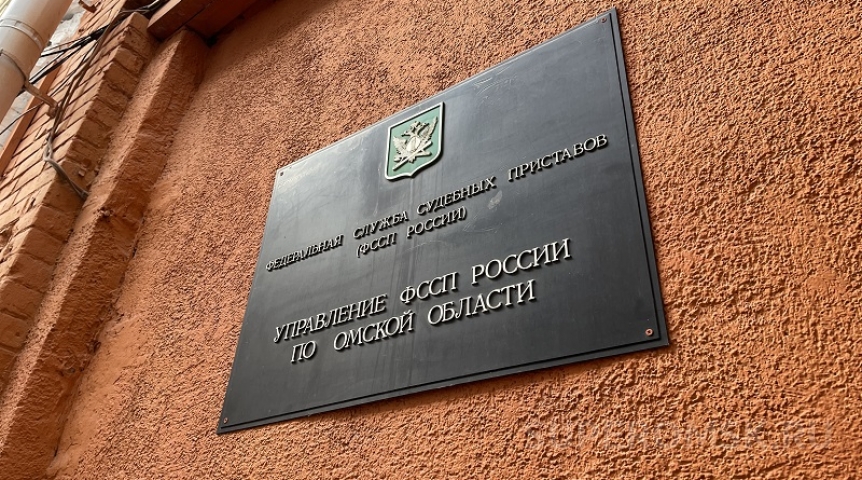 ФЕДЕРАЛЬНАЯ СЛУЖБА СУДЕБНЫХ ПРИСТАВОВ
(ФССП РОССИИ)
УПРАВЛЕНИЕ ФССП РОССИИ
ПО ОМСКОЙ ОБЛАСТИ